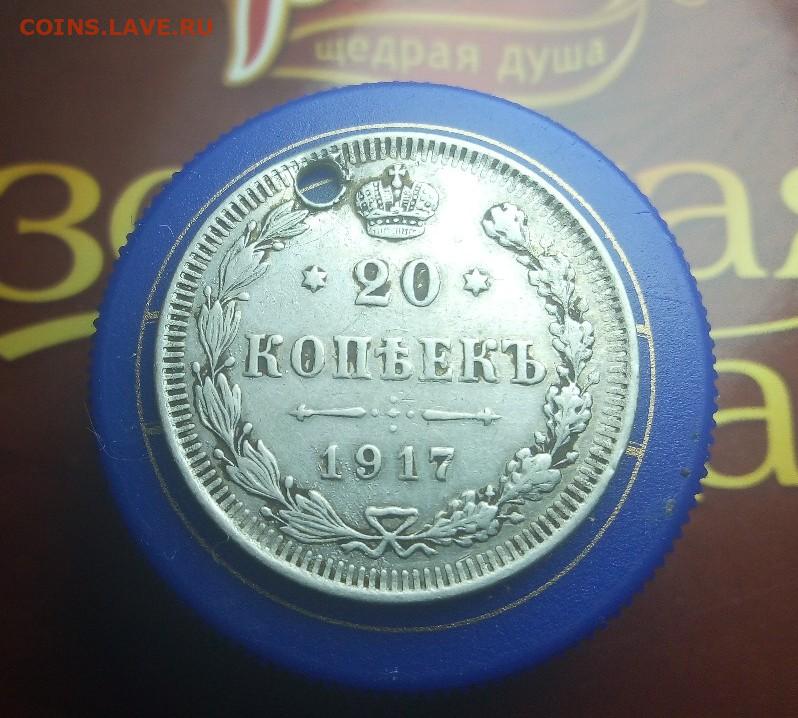 COINS.LAVE.RU
щедрая душа
20
КОПѢЕКЪ
1917